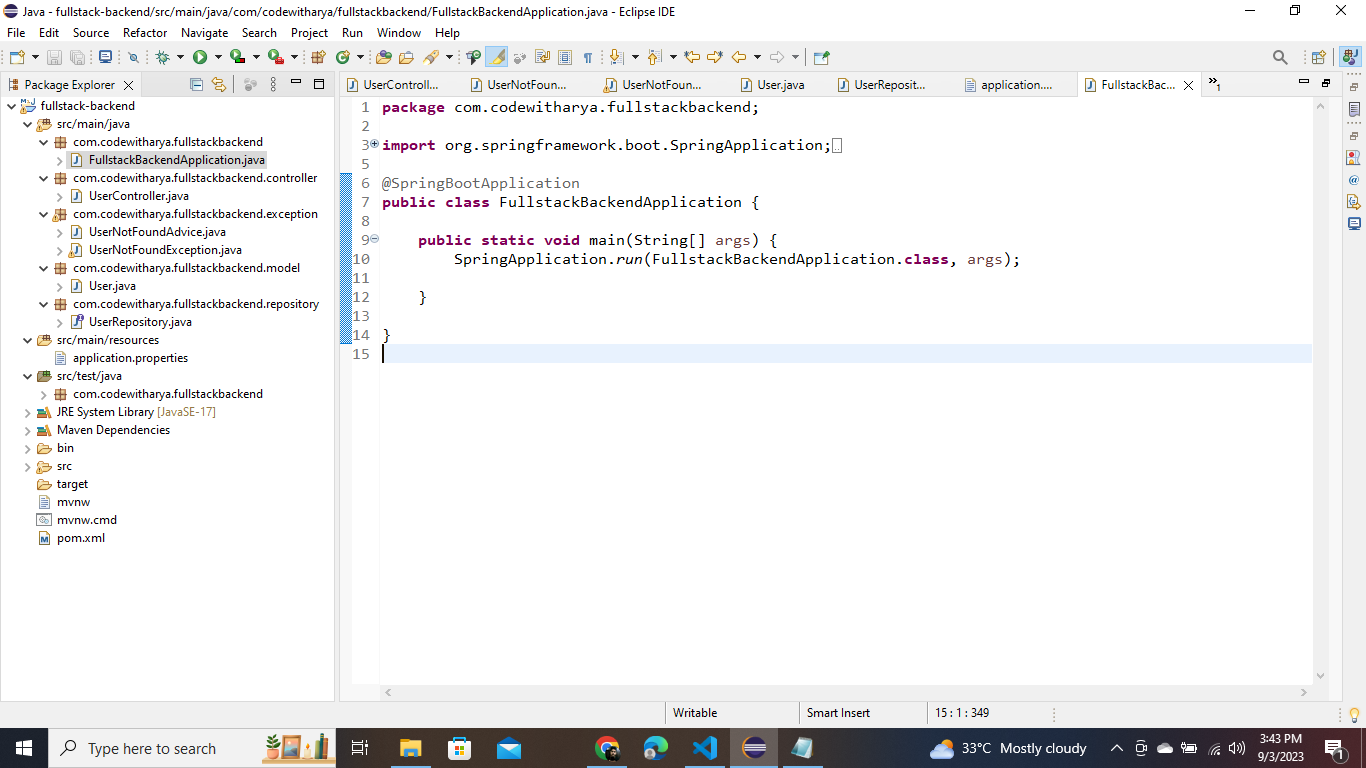 Java - fullstack-backend/src/main/java/com/codewitharya/fullstackbackend/FullstackBackendApplication.java - Eclipse IDE
File Edit Source Refactor Navigate Search Project Run Window Help
Package Explorer
UserControll... UserNotFoun... UserNotFoun... User.java UserReposit... application.... FullstackBac... »1
fullstack-backend
src/main/java
com.codewitharya.fullstackbackend
FullstackBackendApplication.java
com.codewitharya.fullstackbackend.controller
UserController.java
com.codewitharya.fullstackbackend.exception
UserNotFoundAdvice.java
UserNotFoundException.java
com.codewitharya.fullstackbackend.model
User.java
com.codewitharya.fullstackbackend.repository
UserRepository.java
src/main/resources
application.properties
src/test/java
com.codewitharya.fullstackbackend
JRE System Library [JavaSE-17]
Maven Dependencies
bin
src
target
mvnw
mvnw.cmd
pom.xml
1 package com.codewitharya.fullstackbackend;
2
3 import org.springframework.boot.SpringApplication;
5
6 @SpringBootApplication
7 public class FullstackBackendApplication {
8
9 public static void main(String[] args) {
10 SpringApplication.run(FullstackBackendApplication.class, args);
11
12 }
13
14 }
15
Writable Smart Insert 15 : 1 : 349
Type here to search
33°C Mostly cloudy
3:43 PM
9/3/2023
1